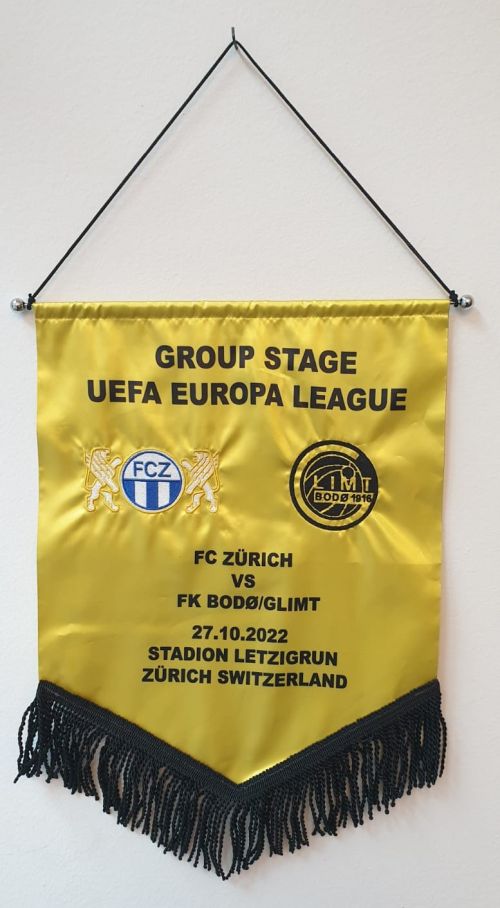 GROUP STAGE
UEFA EUROPA LEAGUE
FCZ
GLIMT
BODØ 1916
FC ZÜRICH
VS
FK BODØ/GLIMT
27.10.2022
STADION LETZIGRUN
ZÜRICH SWITZERLAND